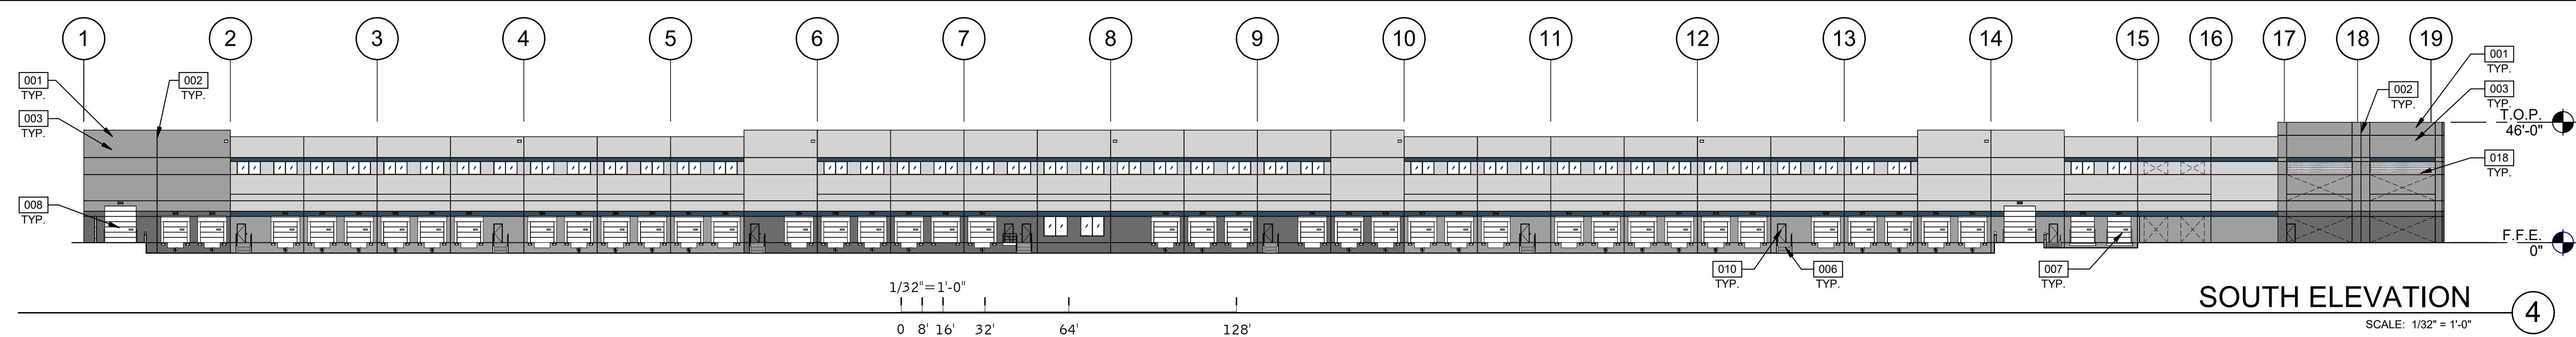 1 2 3 4 5 6 7 8 9 10 11 12 13 14 15 16 17 18 19
001
TYP.
002
TYP.
003
TYP.
008
TYP.
001
TYP.
002
TYP.
003
TYP.
T.O.P.
46'-0"
018
TYP.
F.F.E.
0"
010
TYP.
006
TYP.
007
TYP.
1/32"=1'-0"
0 8' 16' 32' 64' 128'
SOUTH ELEVATION
4
SCALE: 1/32" = 1'-0"